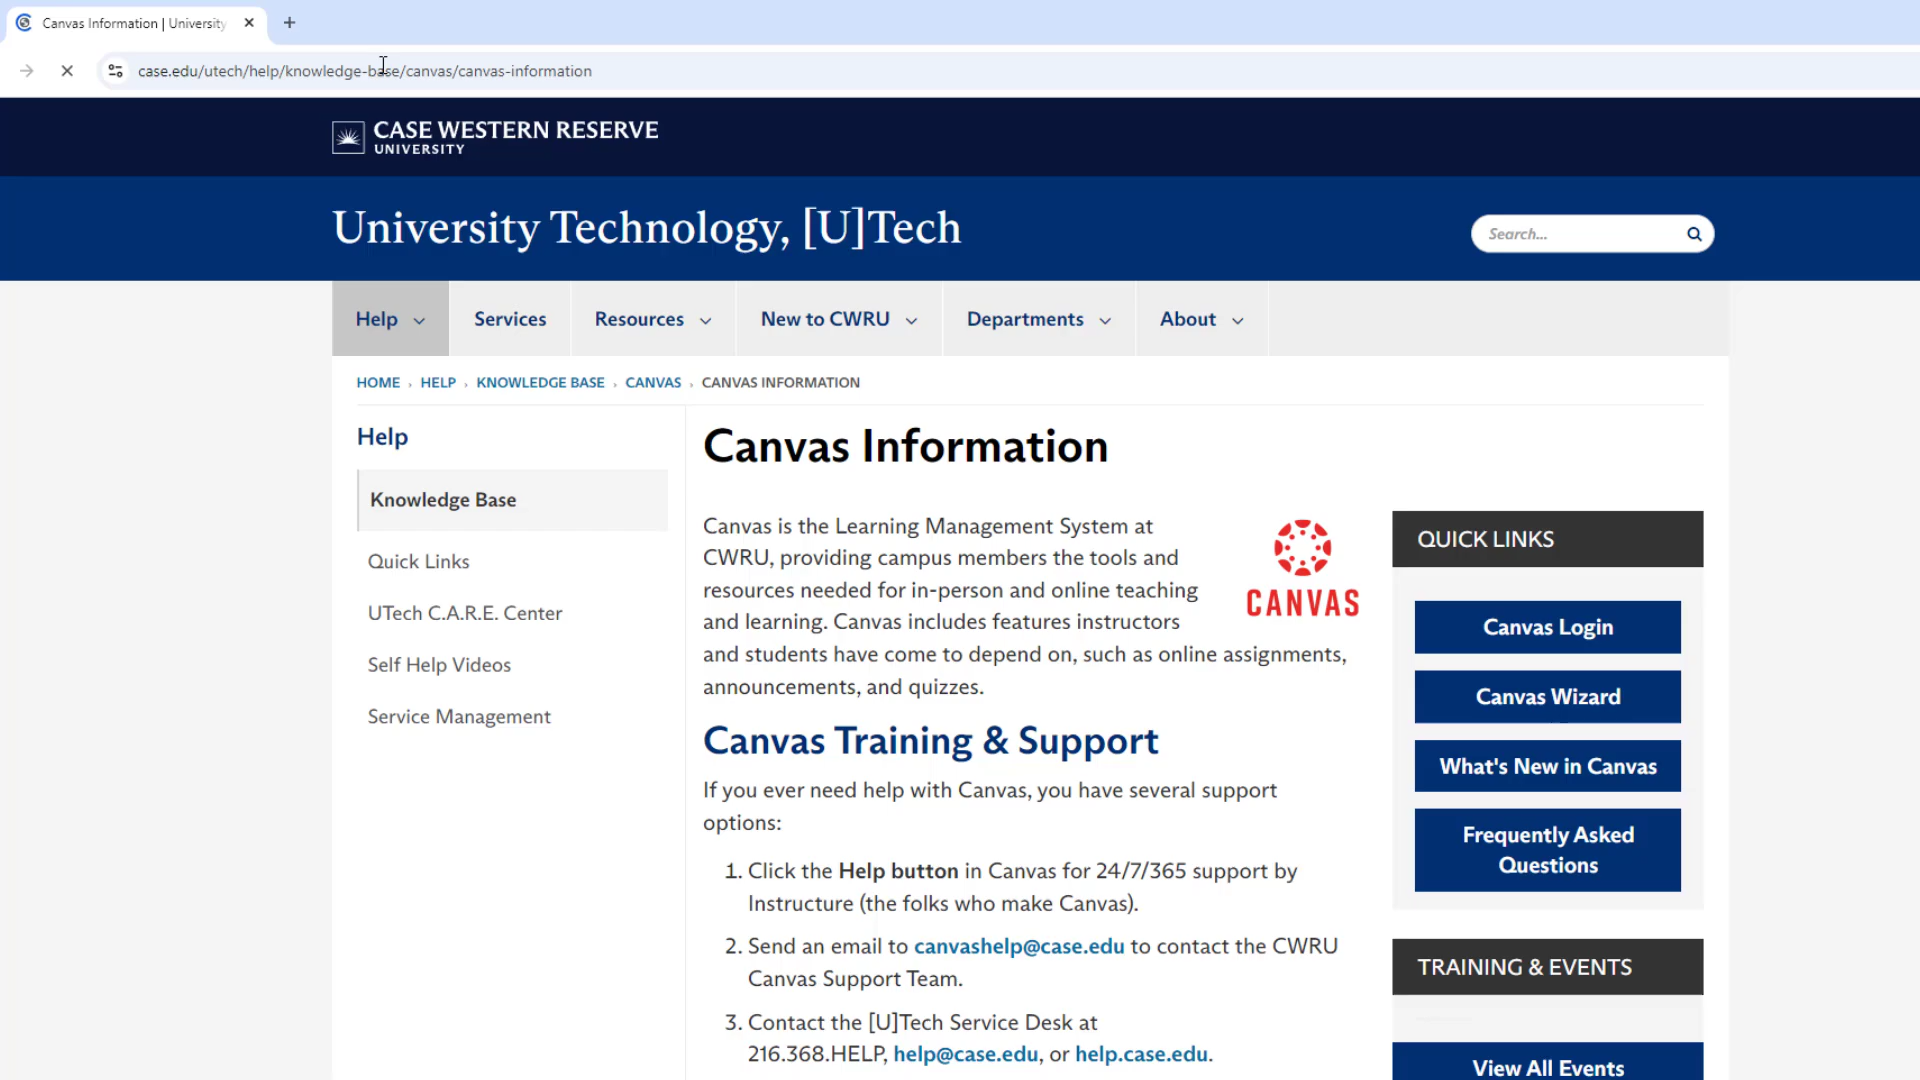 Canvas Information | University
case.edu/utech/help/knowledge-base/canvas/canvas-information
CASE WESTERN RESERVE
UNIVERSITY
University Technology, [U]Tech
Search...
Help
Services
Resources
New to CWRU
Departments
About
HOME › HELP › KNOWLEDGE BASE › CANVAS › CANVAS INFORMATION
Help
Knowledge Base
Quick Links
UTech C.A.R.E. Center
Self Help Videos
Service Management
Canvas Information
Canvas is the Learning Management System at
CWRU, providing campus members the tools and
resources needed for in-person and online teaching
and learning. Canvas includes features instructors
and students have come to depend on, such as online assignments,
announcements, and quizzes.
CANVAS
Canvas Training & Support
If you ever need help with Canvas, you have several support
options:
1. Click the Help button in Canvas for 24/7/365 support by
Instructure (the folks who make Canvas).
2. Send an email to canvashelp@case.edu to contact the CWRU
Canvas Support Team.
3. Contact the [U]Tech Service Desk at
216.368.HELP, help@case.edu, or help.case.edu.
QUICK LINKS
Canvas Login
Canvas Wizard
What's New in Canvas
Frequently Asked
Questions
TRAINING & EVENTS
View All Events